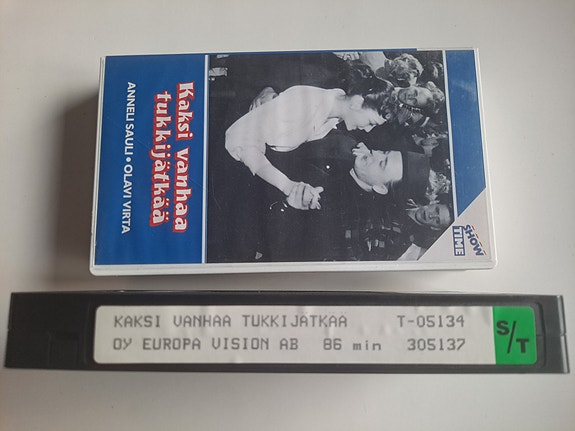 Kaksi vanhaa
tukkijätkää
ANNELI SAULI • OLAVI VIRTA
SHOW
TIME
KAKSI VANHAA TUKKIJATKAA T-05134
OY EUROPA VISION AB 86 min 305137
S/T